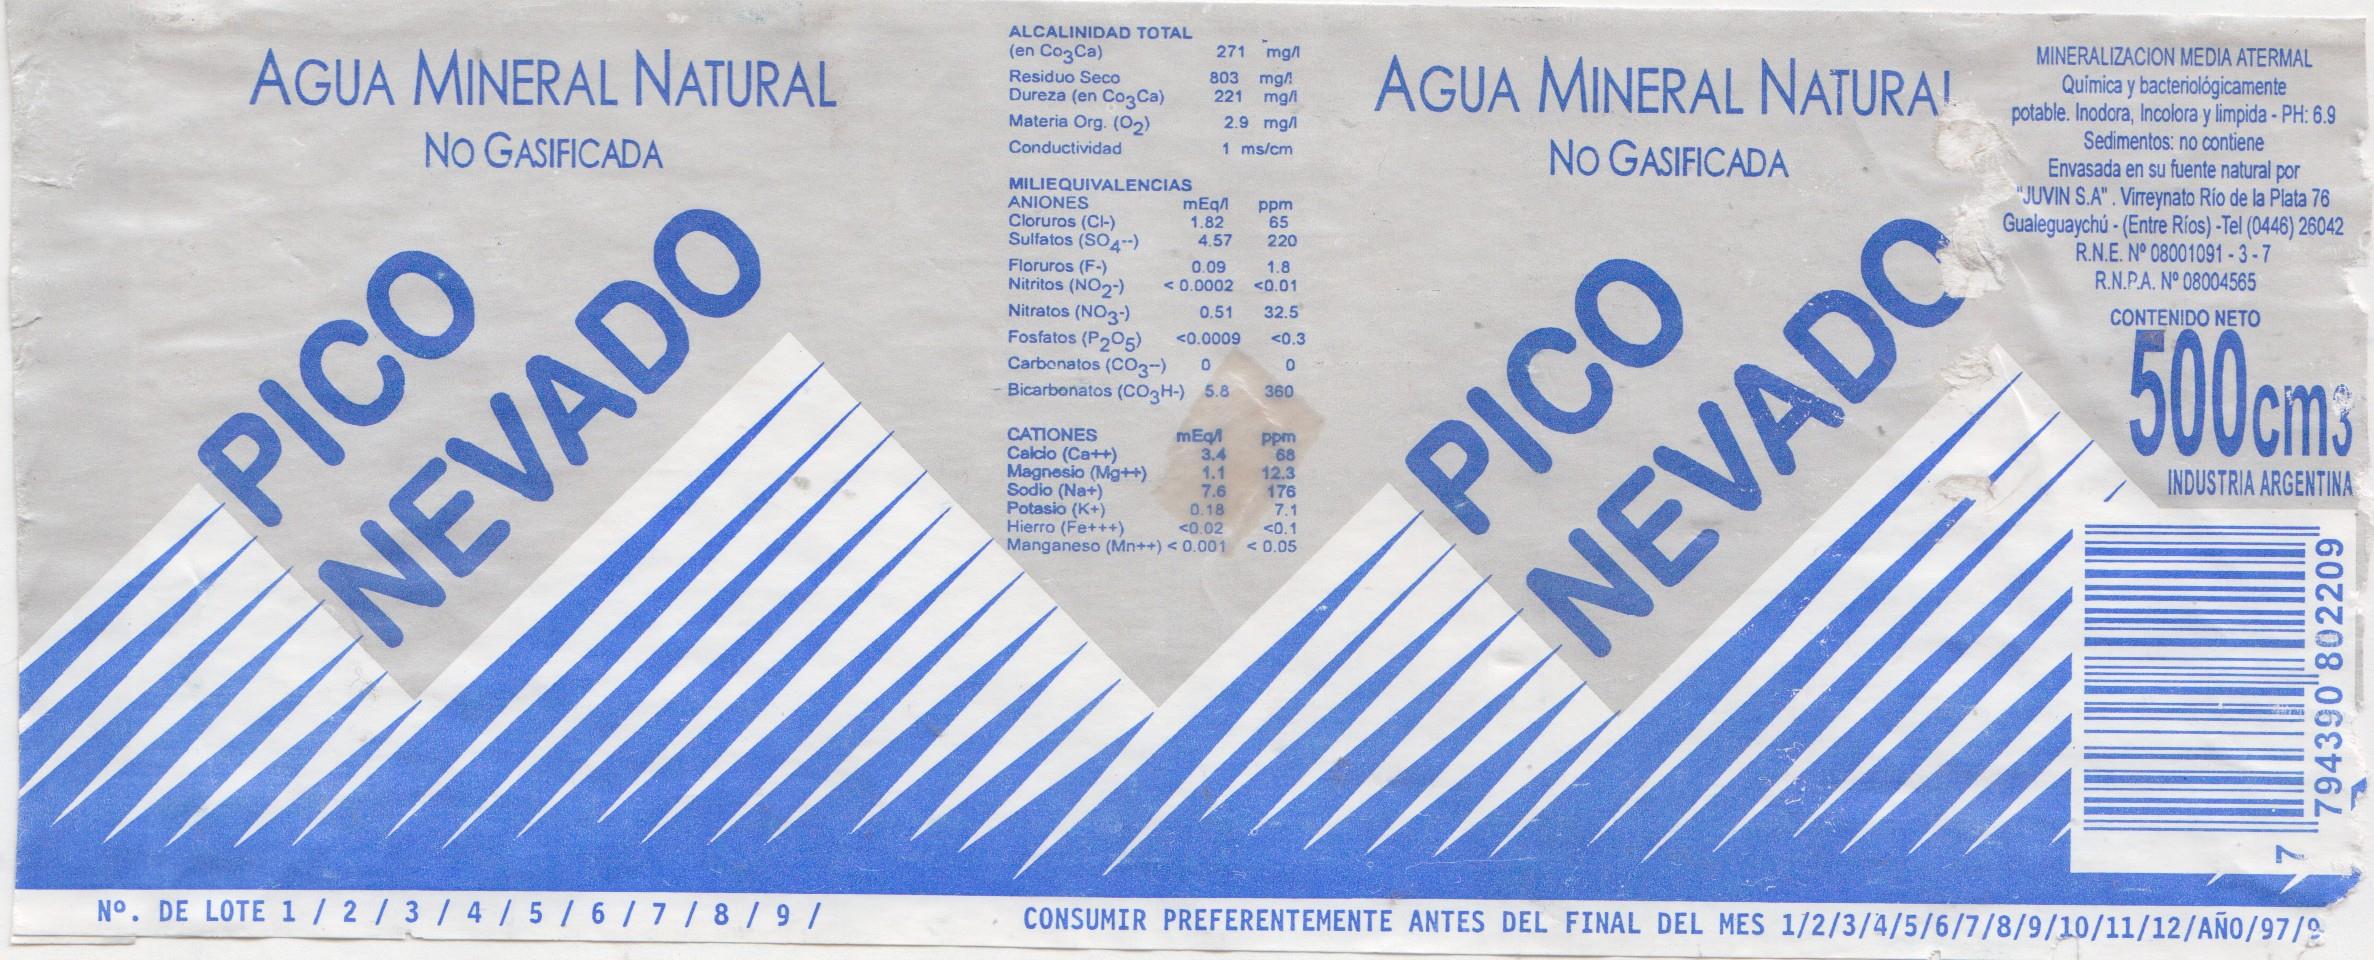 AGUA MINERAL NATURAL
NO GASIFICADA
PICO
NEVADO
ALCALINIDAD TOTAL
(en Co3Ca) 271 mg/l
Residuo Seco 803 mg/l
Dureza (en Co3Ca) 221 mg/l
Materia Org. (O2) 2.9 mg/l
Conductividad 1 ms/cm
MILIEQUIVALENCIAS
ANIONES mEq/l ppm
Cloruros (Cl-) 1.82 65
Sulfatos (SO4--) 4.57 220
Floruros (F-) 0.09 1.8
Nitritos (NO2-) < 0.0002 <0.01
Nitratos (NO3-) 0.51 32.5
Fosfatos (P2O5) <0.0009 <0.3
Carbonatos (CO3--) 0 0
Bicarbonatos (CO3H-) 5.8 360
CATIONES mEq/l ppm
Calcio (Ca++) 3.4 68
Magnesio (Mg++) 1.1 12.3
Sodio (Na+) 7.6 176
Potasio (K+) 0.18 7.1
Hierro (Fe+++) <0.02 <0.1
Manganeso (Mn++) < 0.001 < 0.05
AGUA MINERAL NATURAL
NO GASIFICADA
PICO
NEVADO
MINERALIZACION MEDIA ATERMAL
Química y bacteriológicamente
potable. Inodora, Incolora y limpida - PH: 6.9
Sedimentos: no contiene
Envasada en su fuente natural por
"JUVIN S.A" . Virreynato Río de la Plata 76
Gualeguaychú - (Entre Ríos) -Tel (0446) 26042
R.N.E. Nº 08001091 - 3 - 7
R.N.P.A. Nº 08004565
CONTENIDO NETO
500cm3
INDUSTRIA ARGENTINA
7 794390 802209
Nº. DE LOTE 1 / 2 / 3 / 4 / 5 / 6 / 7 / 8 / 9 /
CONSUMIR PREFERENTEMENTE ANTES DEL FINAL DEL MES 1/2/3/4/5/6/7/8/9/10/11/12/AÑO/97/9